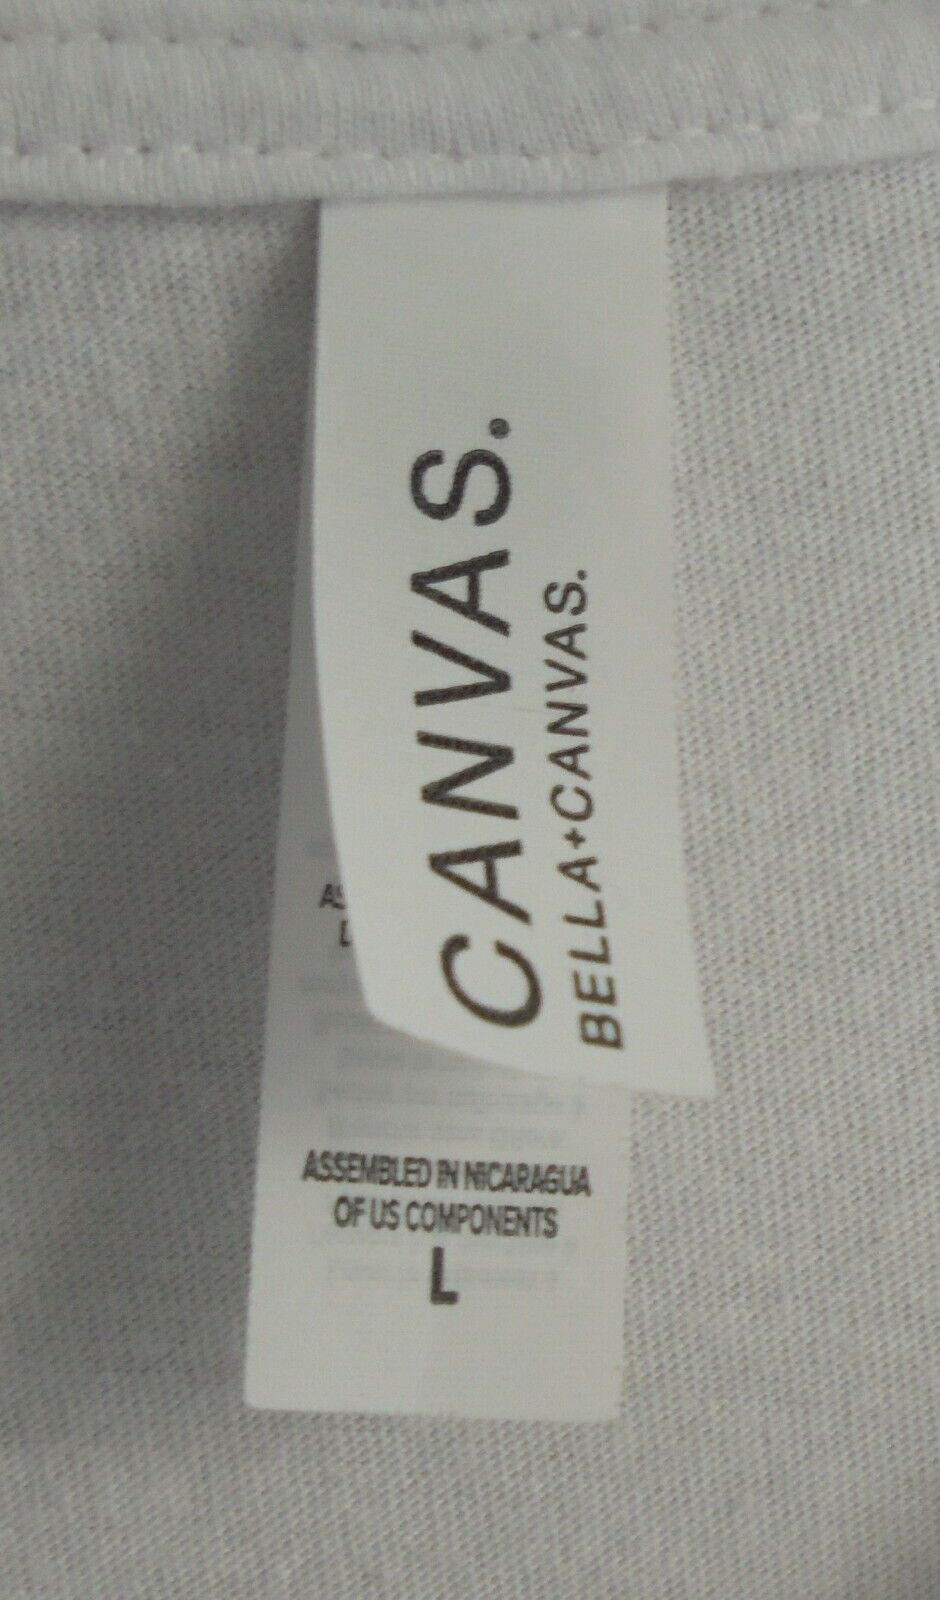 CANVAS.
BELLA+CANVAS.
ASSEMBLED IN NICARAGUA
OF US COMPONENTS
L